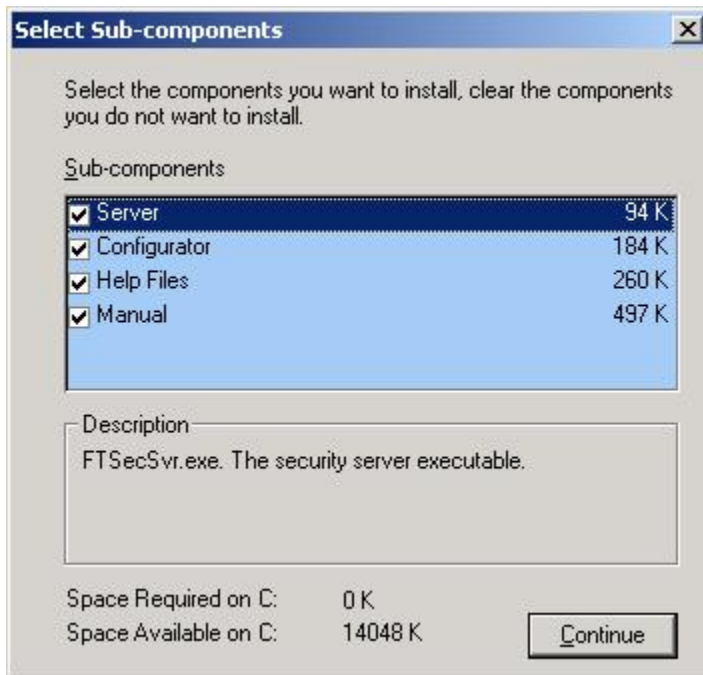 Select Sub-components
Select the components you want to install, clear the components
you do not want to install.
Sub-components
Server 94 K
Configurator 184 K
Help Files 260 K
Manual 497 K
Description
FTSecSvr.exe. The security server executable.
Space Required on C: 0 K
Space Available on C: 14048 K
Continue